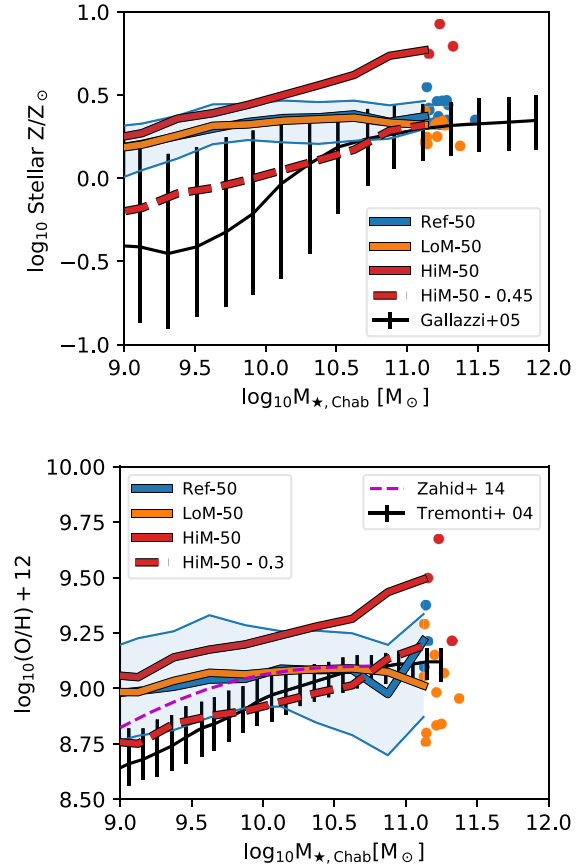 1.0
0.5
0.0
−0.5
−1.0
log₁₀ Stellar Z/Z⊙
Ref-50
LoM-50
HiM-50
HiM-50 - 0.45
Gallazzi+05
9.0 9.5 10.0 10.5 11.0 11.5 12.0
log₁₀M★, Chab [M⊙]
10.00
9.75
9.50
9.25
9.00
8.75
8.50
log₁₀(O/H) + 12
Ref-50
LoM-50
HiM-50
HiM-50 - 0.3
Zahid+ 14
Tremonti+ 04
9.0 9.5 10.0 10.5 11.0 11.5 12.0
log₁₀M★, Chab[M⊙]